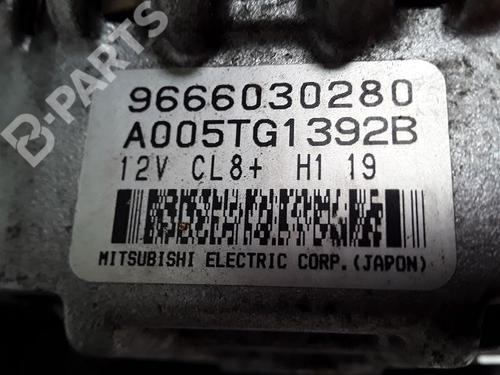 B-PARTS
9666030280
A005TG1392B
12V CL8+ H1 19
MITSUBISHI ELECTRIC CORP.(JAPON)